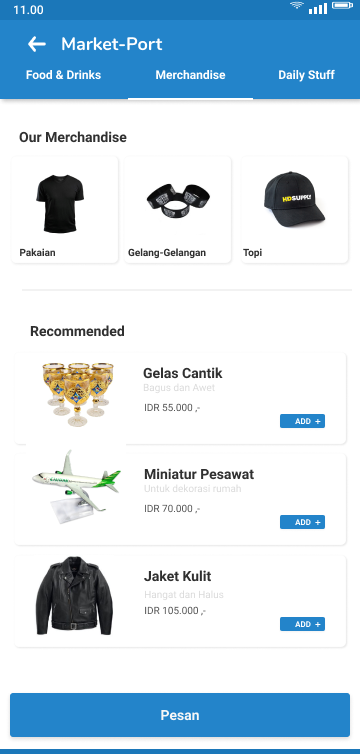 11.00
Market-Port
Food & Drinks Merchandise Daily Stuff
Our Merchandise
HDSUPPLY
Pakaian Gelang-Gelangan Topi
Recommended
Gelas Cantik
Bagus dan Awet
IDR 55.000 ,-
ADD +
Miniatur Pesawat
Untuk dekorasi rumah
IDR 70.000 ,-
ADD +
Jaket Kulit
Hangat dan Halus
IDR 105.000 ,-
ADD +
Pesan